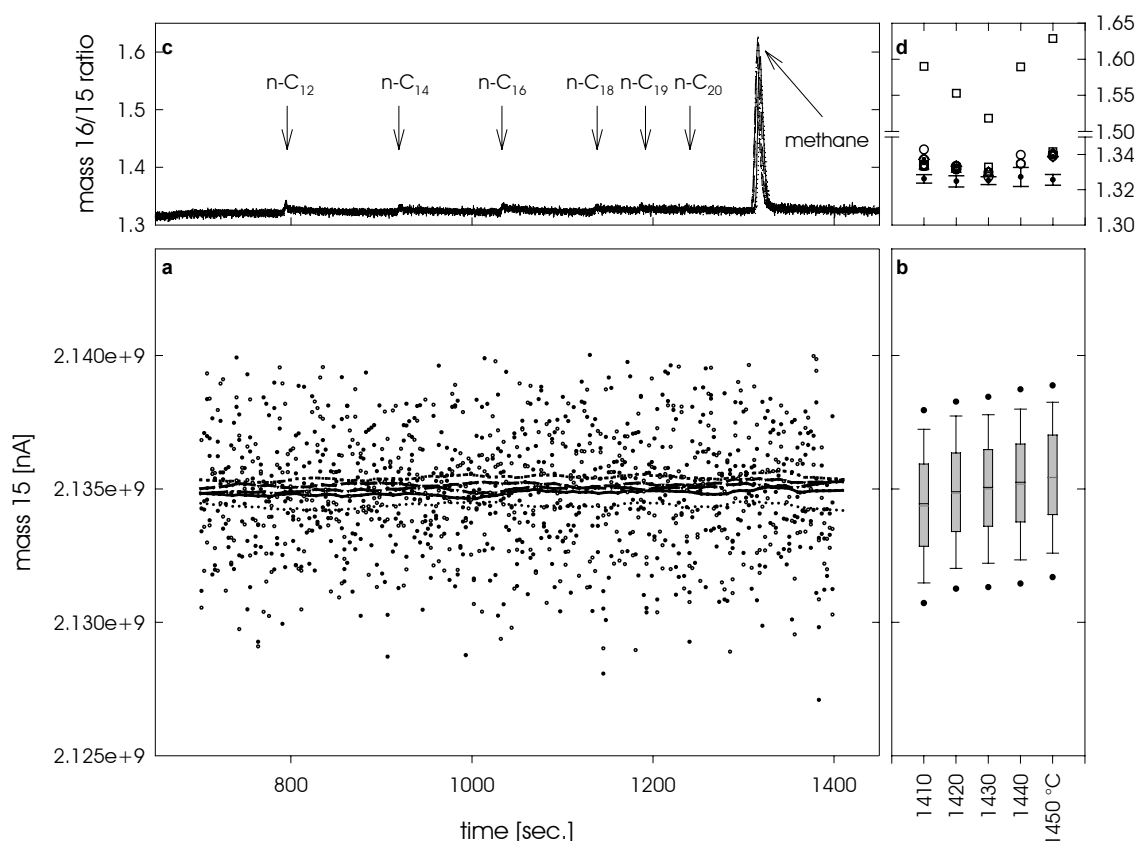 c
mass 16/15 ratio
1.6
1.5
1.4
1.3
n-C₁₂
n-C₁₄
n-C₁₆
n-C₁₈
n-C₁₉
n-C₂₀
methane
d
1.65
1.60
1.55
1.50
1.34
1.32
1.30
a
mass 15 [nA]
2.140e+9
2.135e+9
2.130e+9
2.125e+9
800
1000
1200
1400
time [sec.]
b
1410
1420
1430
1440
1450 °C